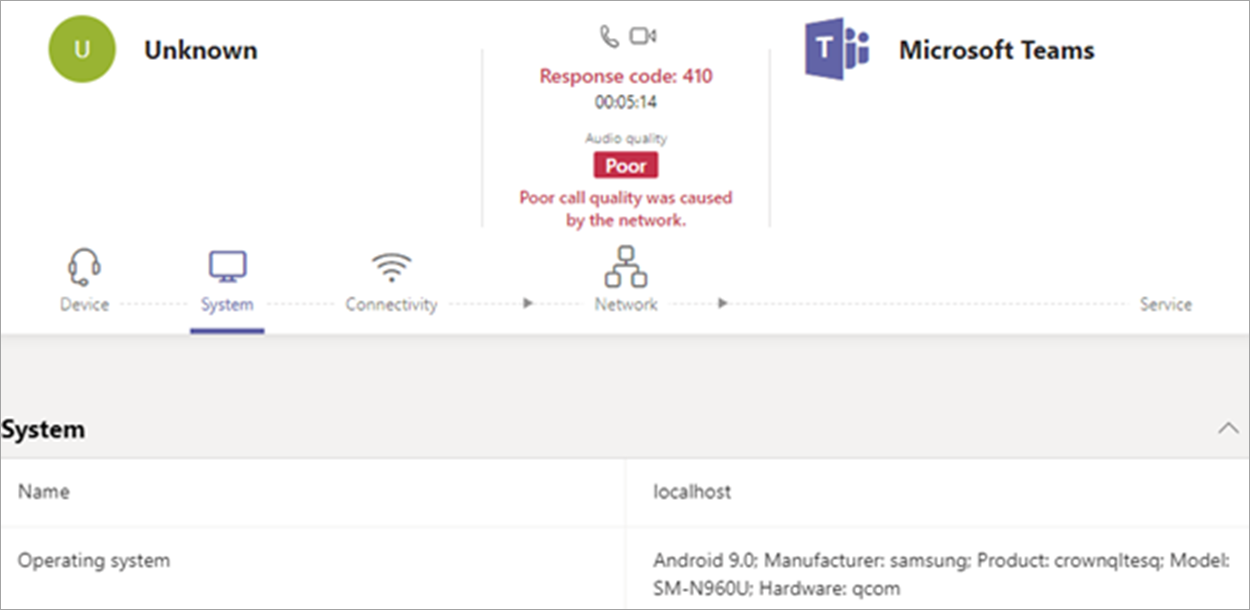 U
Unknown
Response code: 410
00:05:14
Audio quality
Poor
Poor call quality was caused
by the network.
T
Microsoft Teams
Device
System
Connectivity
Network
Service
System
Name
localhost
Operating system
Android 9.0; Manufacturer: samsung; Product: crownqltesq; Model:
SM-N960U; Hardware: qcom